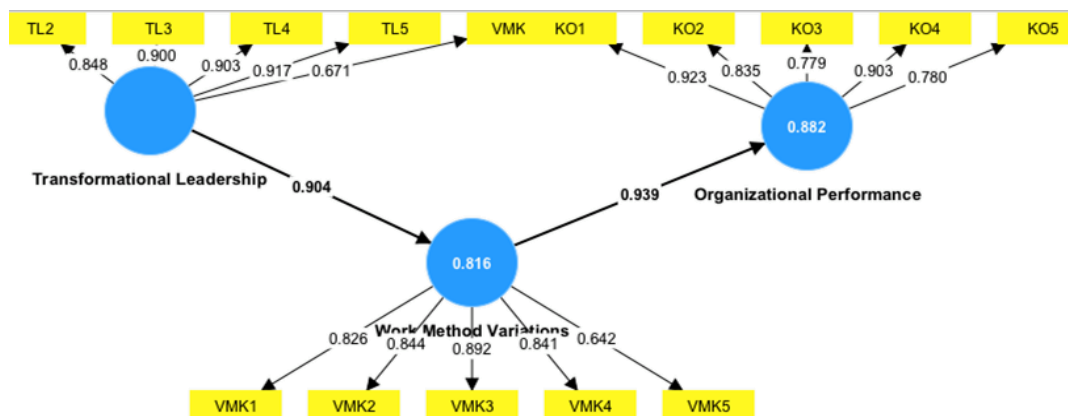 TL2 TL3 TL4 TL5 VMK KO1 KO2 KO3 KO4 KO5
0.848 0.900 0.903 0.917 0.671 0.923 0.835 0.779 0.903 0.780
0.882
Transformational Leadership
Organizational Performance
0.904 0.939
0.816
Work Method Variations
0.826 0.844 0.892 0.841 0.642
VMK1 VMK2 VMK3 VMK4 VMK5